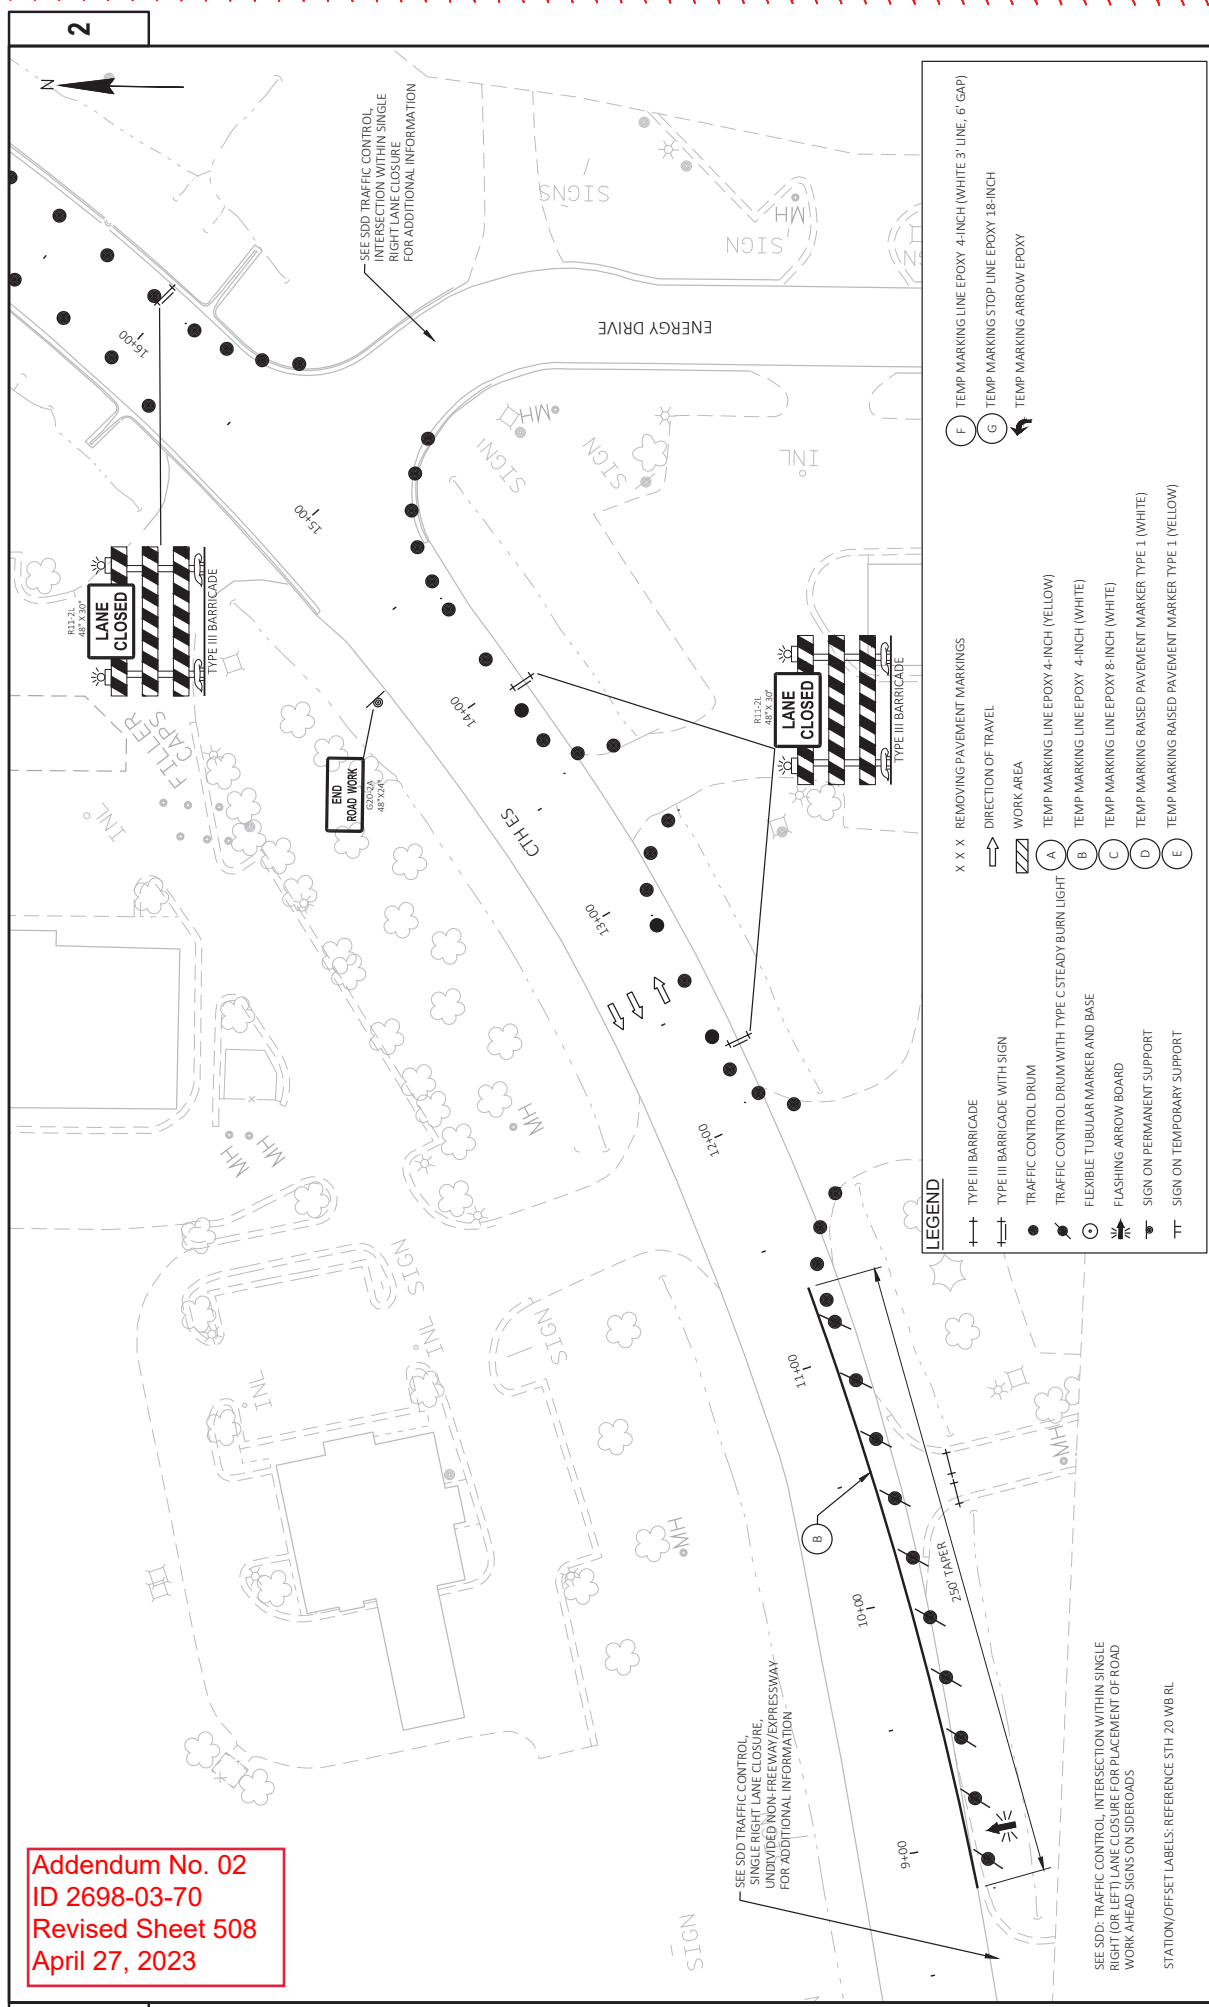 2
N
SEE SDD TRAFFIC CONTROL,
INTERSECTION WITHIN SINGLE
RIGHT LANE CLOSURE
FOR ADDITIONAL INFORMATION
SIGNS
MH
SIGN
ENERGY DRIVE
16+00
15+00
14+00
13+00
12+00
11+00
10+00
9+00
R11-2L
48" X 30"
LANE
CLOSED
TYPE III BARRICADE
FILLER
CAPS
INL
END
ROAD WORK
G20-2A
48"X24"
CTH ES
MH
SIGN
SIGN
INL
R11-2L
48" X 30"
LANE
CLOSED
TYPE III BARRICADE
MH
MH
MH
SIGN
INL
SIGN
INL
MH
MH
B
250' TAPER
SEE SDD TRAFFIC CONTROL,
SINGLE RIGHT LANE CLOSURE,
UNDIVIDED NON-FREEWAY/EXPRESSWAY
FOR ADDITIONAL INFORMATION
SIGN
SEE SDD: TRAFFIC CONTROL, INTERSECTION WITHIN SINGLE
RIGHT (OR LEFT) LANE CLOSURE FOR PLACEMENT OF ROAD
WORK AHEAD SIGNS ON SIDEROADS
STATION/OFFSET LABELS: REFERENCE STH 20 WB RL
LEGEND
TYPE III BARRICADE
TYPE III BARRICADE WITH SIGN
TRAFFIC CONTROL DRUM
TRAFFIC CONTROL DRUM WITH TYPE C STEADY BURN LIGHT
FLEXIBLE TUBULAR MARKER AND BASE
FLASHING ARROW BOARD
SIGN ON PERMANENT SUPPORT
SIGN ON TEMPORARY SUPPORT
X X X REMOVING PAVEMENT MARKINGS
DIRECTION OF TRAVEL
WORK AREA
A TEMP MARKING LINE EPOXY 4-INCH (YELLOW)
B TEMP MARKING LINE EPOXY 4-INCH (WHITE)
C TEMP MARKING LINE EPOXY 8-INCH (WHITE)
D TEMP MARKING RAISED PAVEMENT MARKER TYPE 1 (WHITE)
E TEMP MARKING RAISED PAVEMENT MARKER TYPE 1 (YELLOW)
F TEMP MARKING LINE EPOXY 4-INCH (WHITE 3' LINE, 6' GAP)
G TEMP MARKING STOP LINE EPOXY 18-INCH
TEMP MARKING ARROW EPOXY
Addendum No. 02
ID 2698-03-70
Revised Sheet 508
April 27, 2023